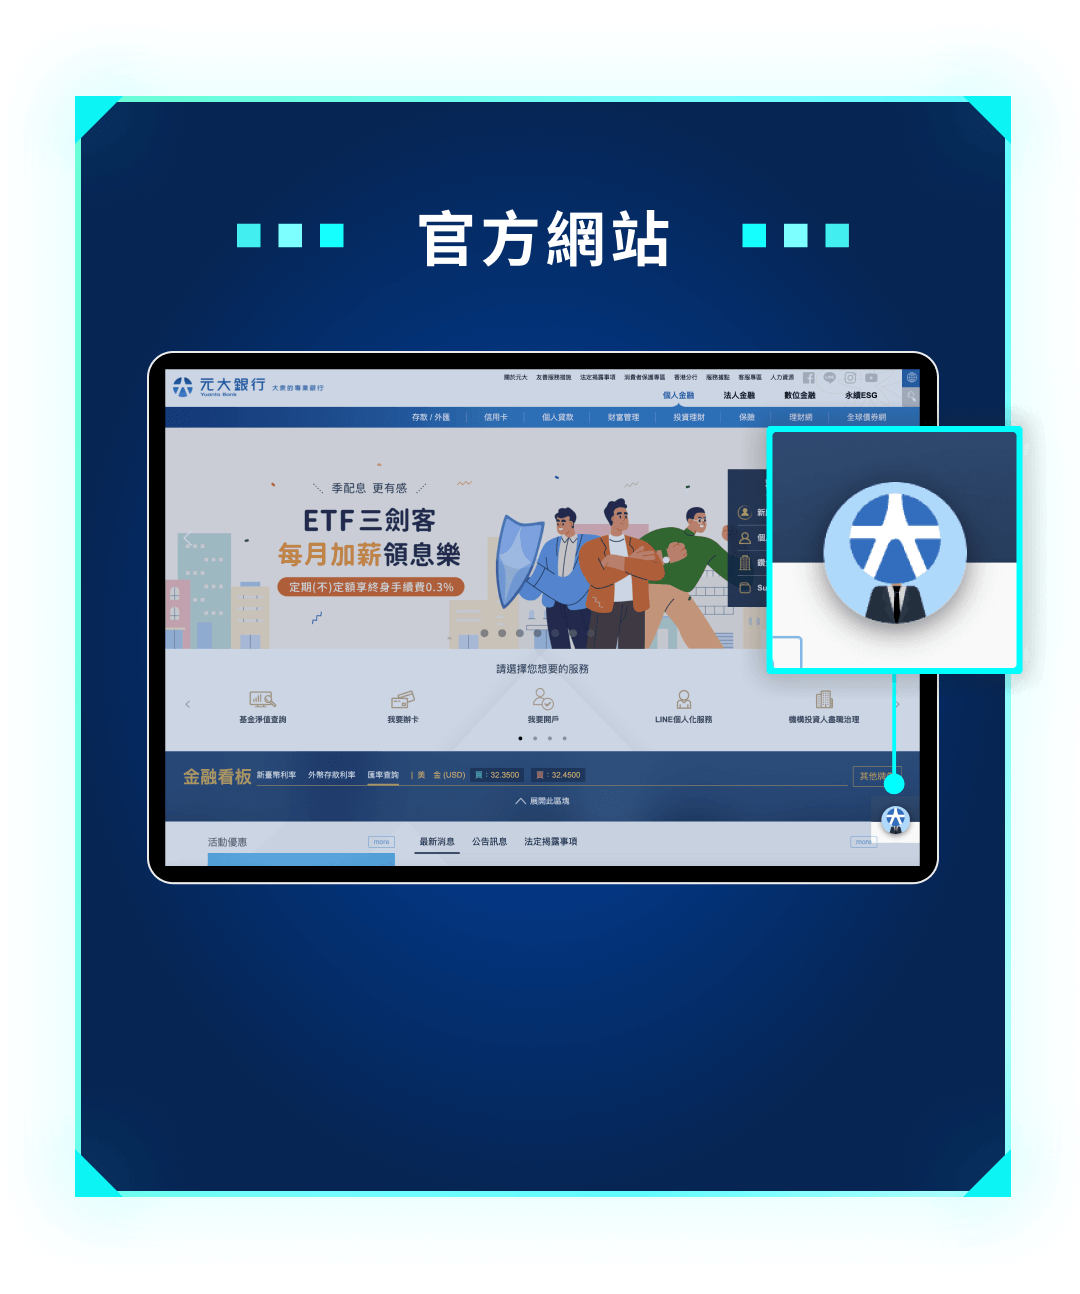 官方網站
元大銀行 大衆的專業銀行
Yuanta Bank
關於元大 友善服務措施 法定揭露事項 消費者保護專區 香港分行 服務據點 客服專區 人力資源
個人金融 法人金融 數位金融 永續ESG
存款 / 外匯 信用卡 個人貸款 財富管理 投資理財 保險 理財網 全球債券網
季配息 更有感
ETF三劍客
每月加薪領息樂
定期(不)定額享終身手續費0.3%
請選擇您想要的服務
基金淨值查詢 我要辦卡 我要開戶 LINE個人化服務 機構投資人盡職治理
金融看板 新臺幣利率 外幣存款利率 匯率查詢 | 美 金 (USD) 買：32.3500 賣：32.4500 其他牌
展開此區塊
活動優惠 more 最新消息 公告訊息 法定揭露事項 more